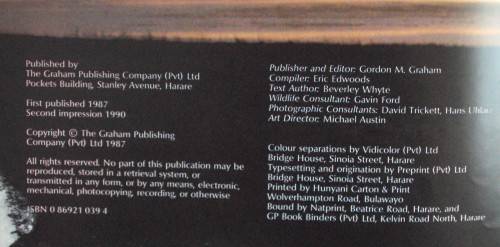 Published by
The Graham Publishing Company (Pvt) Ltd
Pockets Building, Stanley Avenue, Harare
First published 1987
Second impression 1990
Copyright © The Graham Publishing
Company (Pvt) Ltd 1987
All rights reserved. No part of this publication may be
reproduced, stored in a retrieval system, or
transmitted in any form, or by any means, electronic,
mechanical, photocopying, recording, or otherwise
ISBN 0 86921 039 4
Publisher and Editor: Gordon M. Graham
Compiler: Eric Edwoods
Text Author: Beverley Whyte
Wildlife Consultant: Gavin Ford
Photographic Consultants: David Trickett, Hans
Art Director: Michael Austin
Colour separations by Vidicolor (Pvt) Ltd
Bridge House, Sinoia Street, Harare
Typesetting and origination by Preprint (Pvt) Ltd
Bridge House, Sinoia Street, Harare
Printed by Hunyani Carton & Print
Wolverhampton Road, Bulawayo
Bound by Natprint, Beatrice Road, Harare, and
GP Book Binders (Pvt) Ltd, Kelvin Road North, Harare